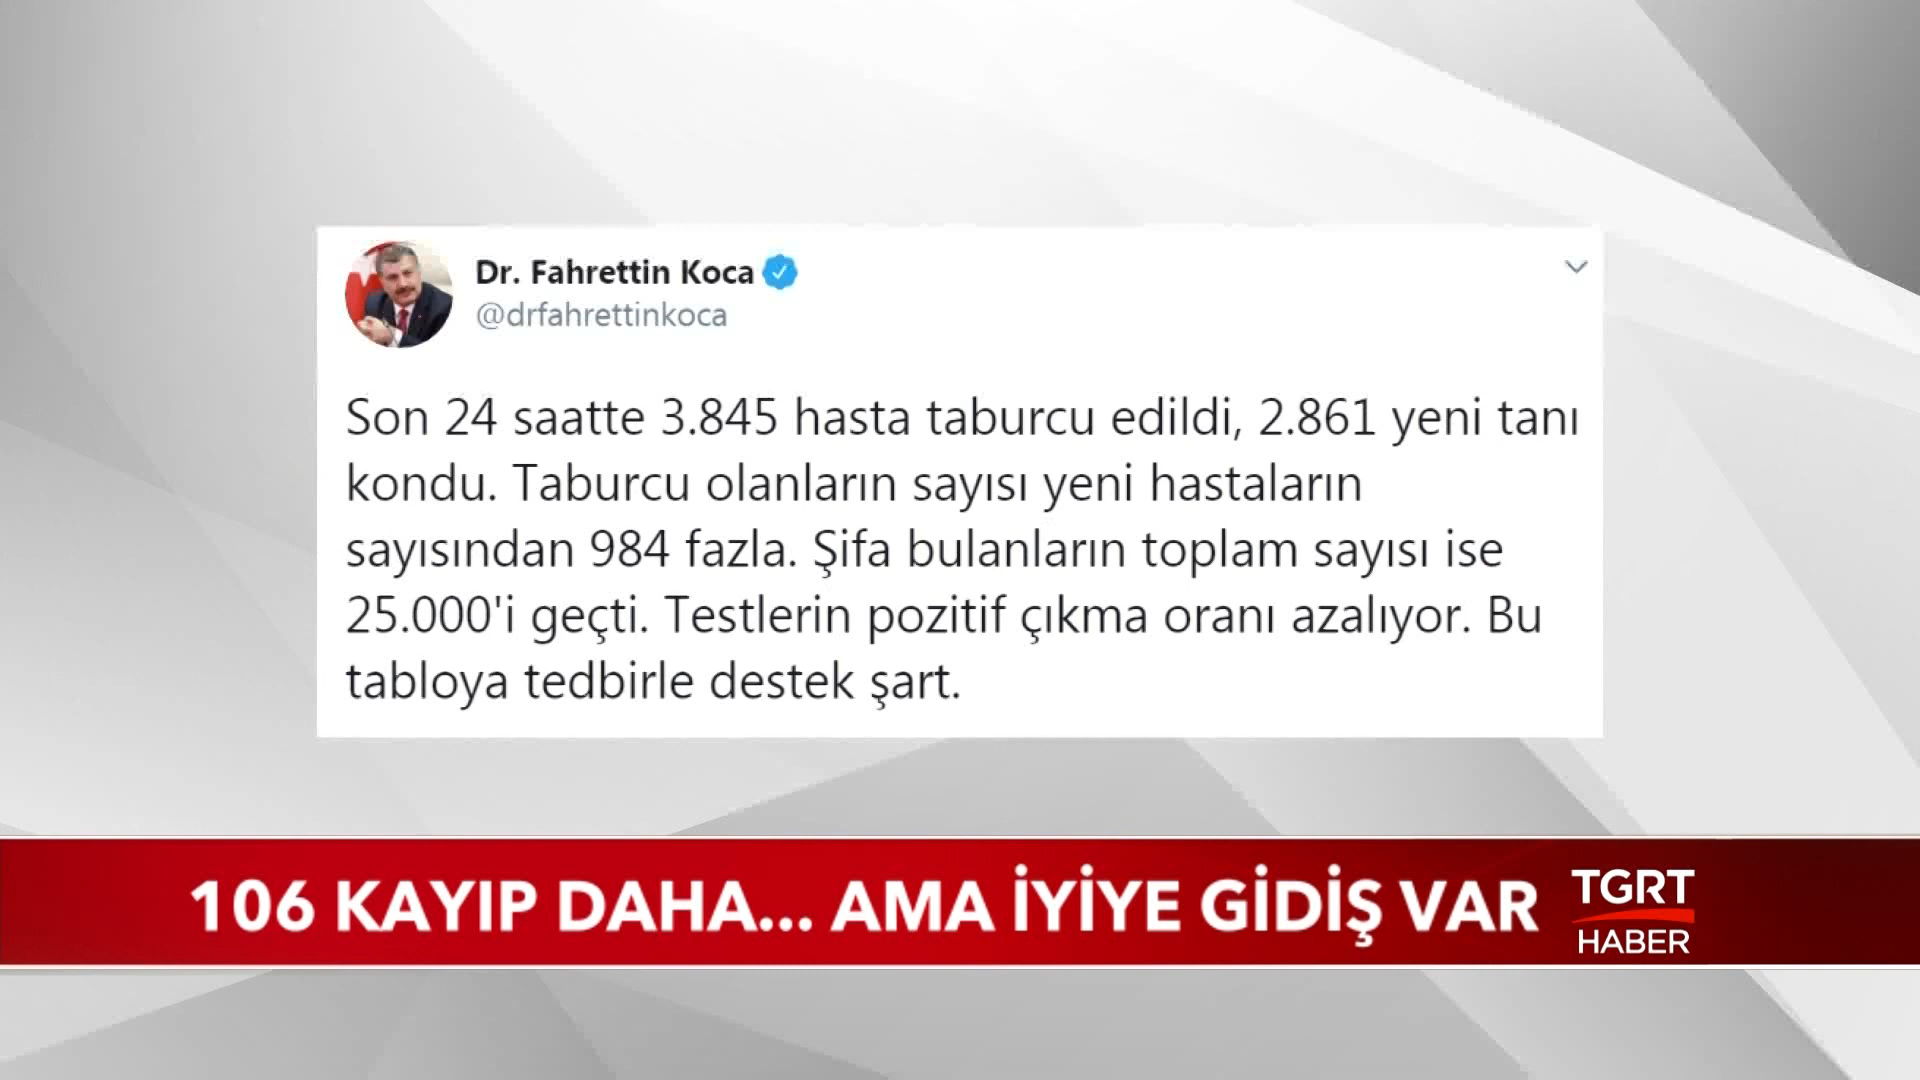 Dr. Fahrettin Koca
@drfahrettinkoca
Son 24 saatte 3.845 hasta taburcu edildi, 2.861 yeni tanı
kondu. Taburcu olanların sayısı yeni hastaların
sayısından 984 fazla. Şifa bulanların toplam sayısı ise
25.000'i geçti. Testlerin pozitif çıkma oranı azalıyor. Bu
tabloya tedbirle destek şart.
106 KAYIP DAHA... AMA İYİYE GİDİŞ VAR
TGRT
HABER